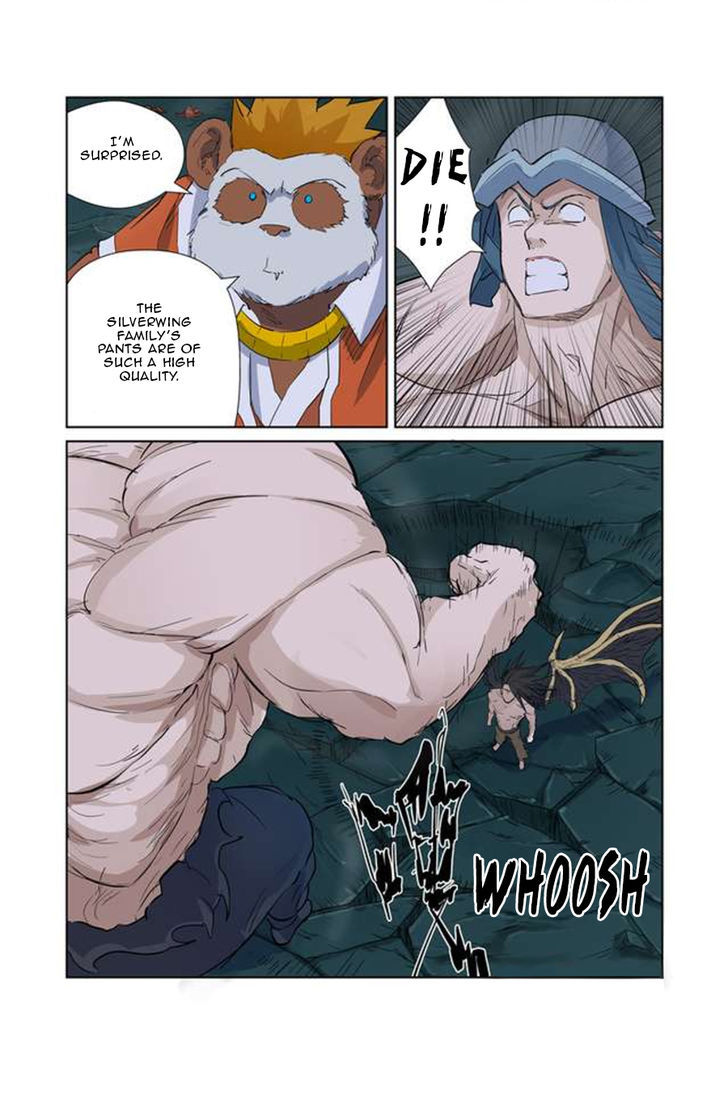 I'M
SURPRISED.
THE
SILVERWING
FAMILY'S
PANTS ARE OF
SUCH A HIGH
QUALITY.
DIE
!!
WHOOSH